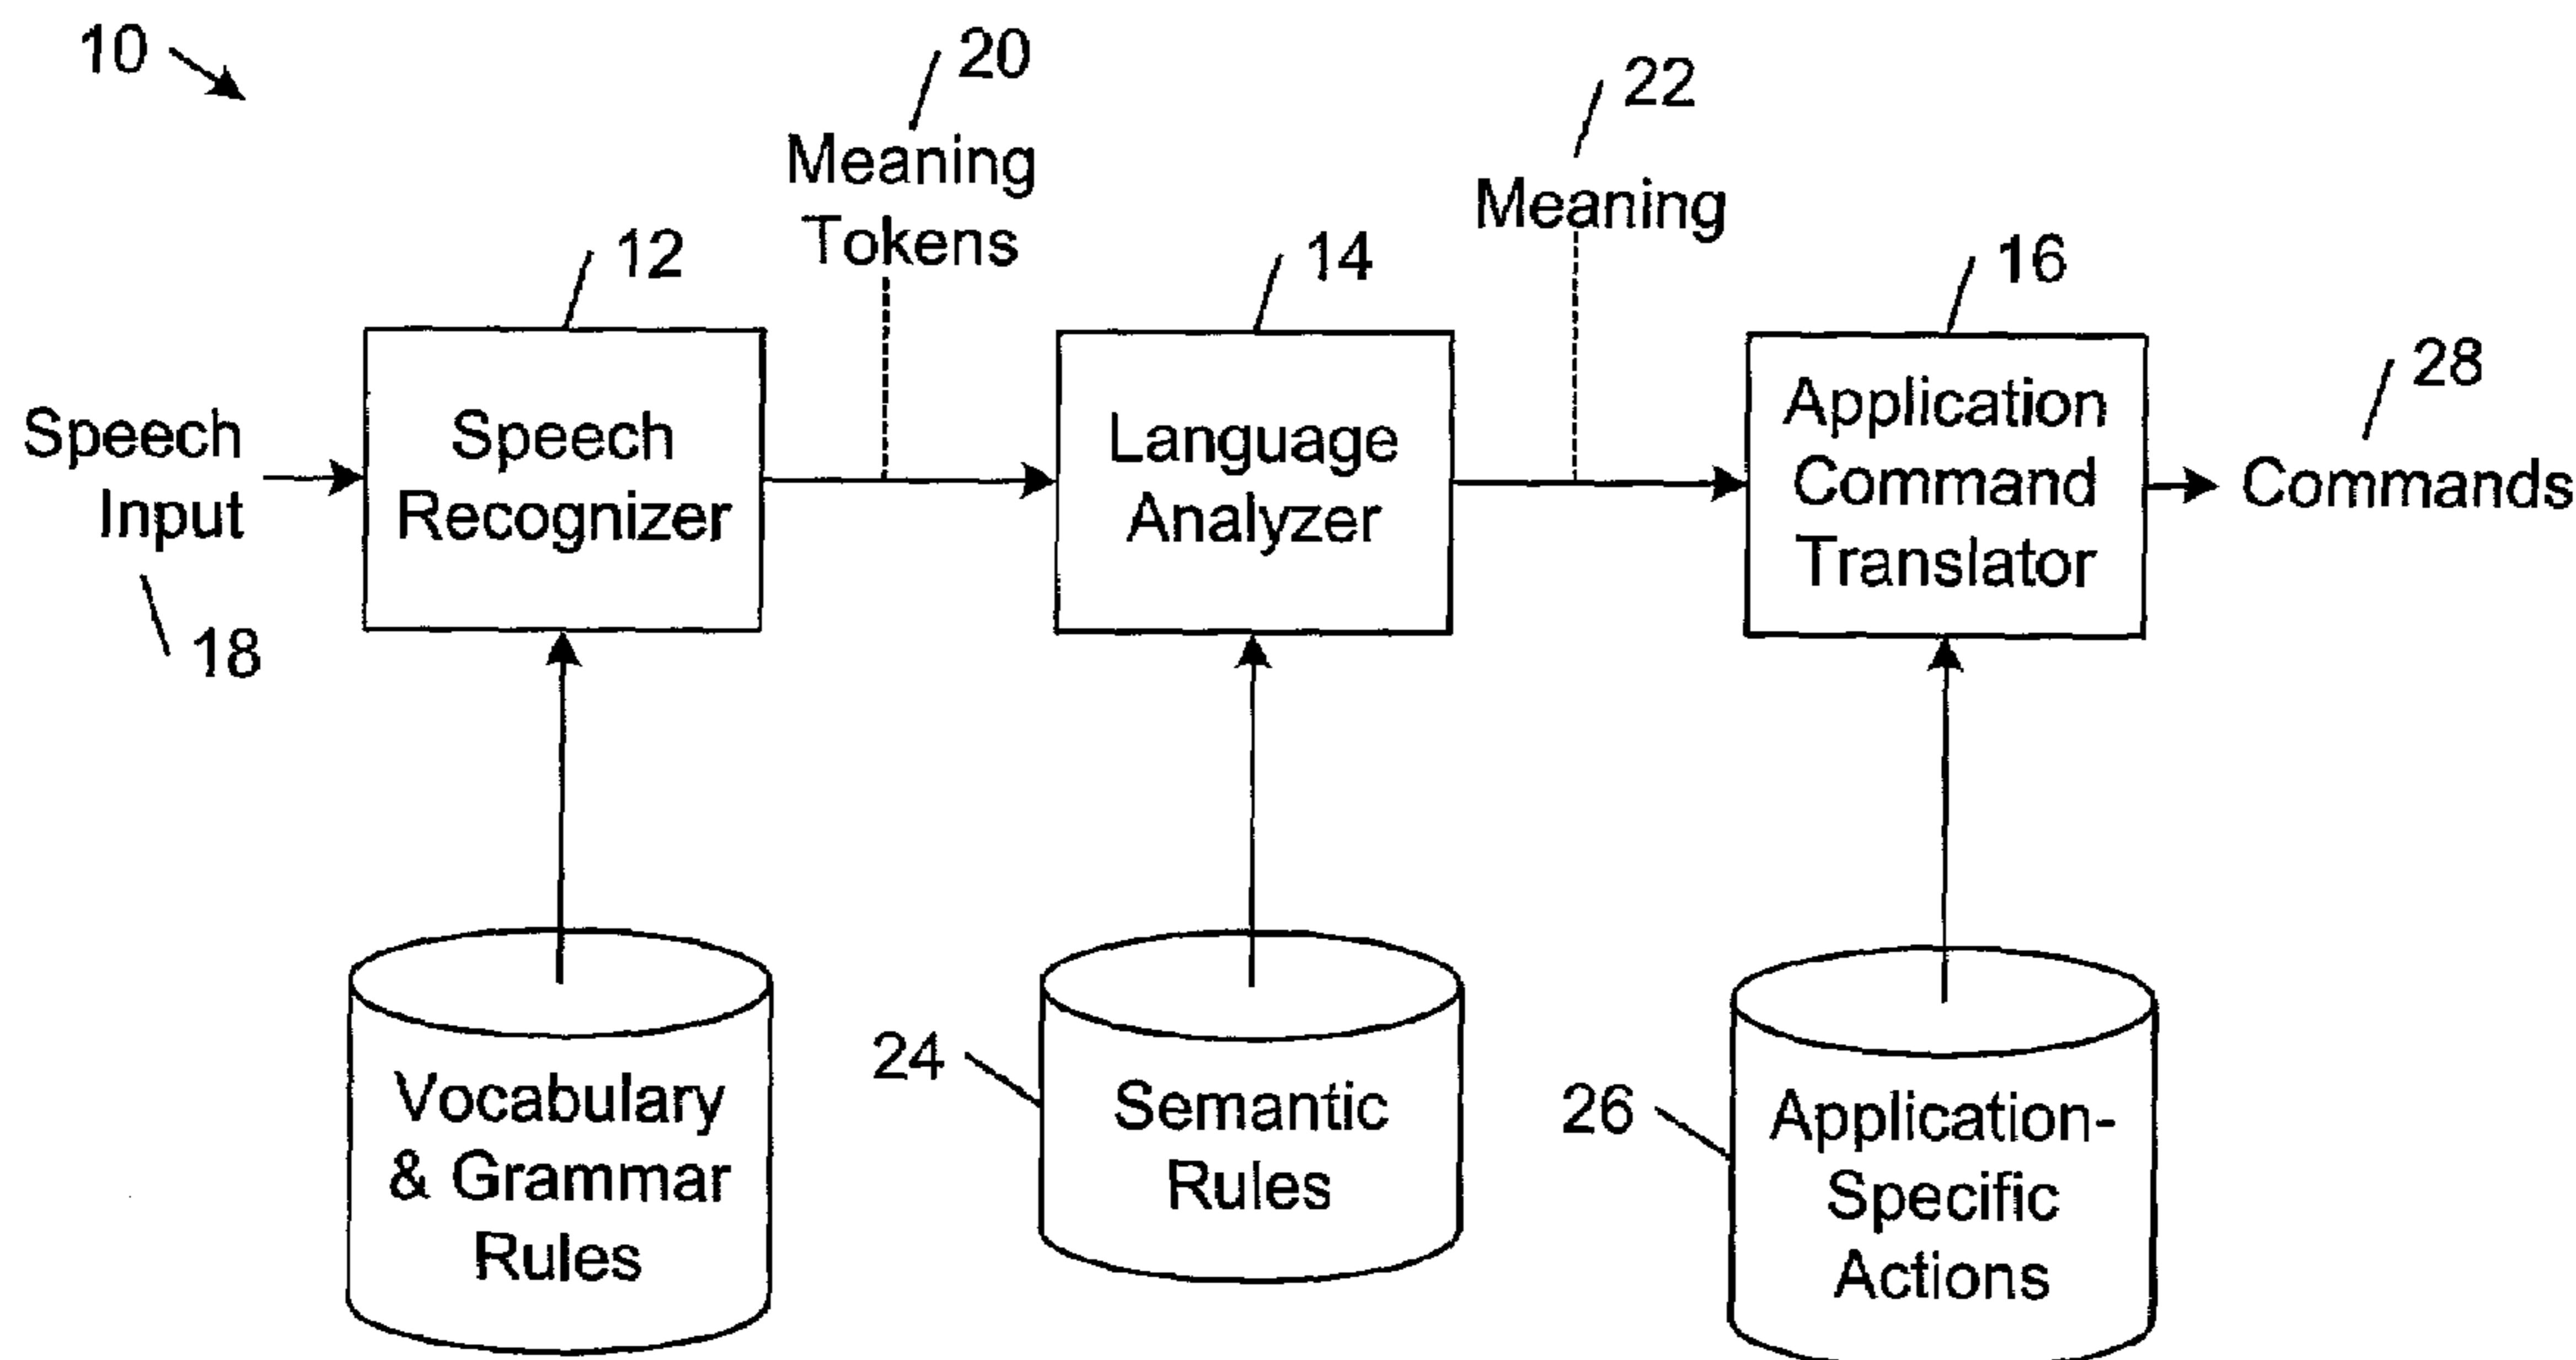 10
20
Meaning
Tokens
22
Meaning
12
14
16
28
Speech
Input
18
Speech
Recognizer
Language
Analyzer
Application
Command
Translator
Commands
Vocabulary
& Grammar
Rules
24
Semantic
Rules
26
Application-
Specific
Actions